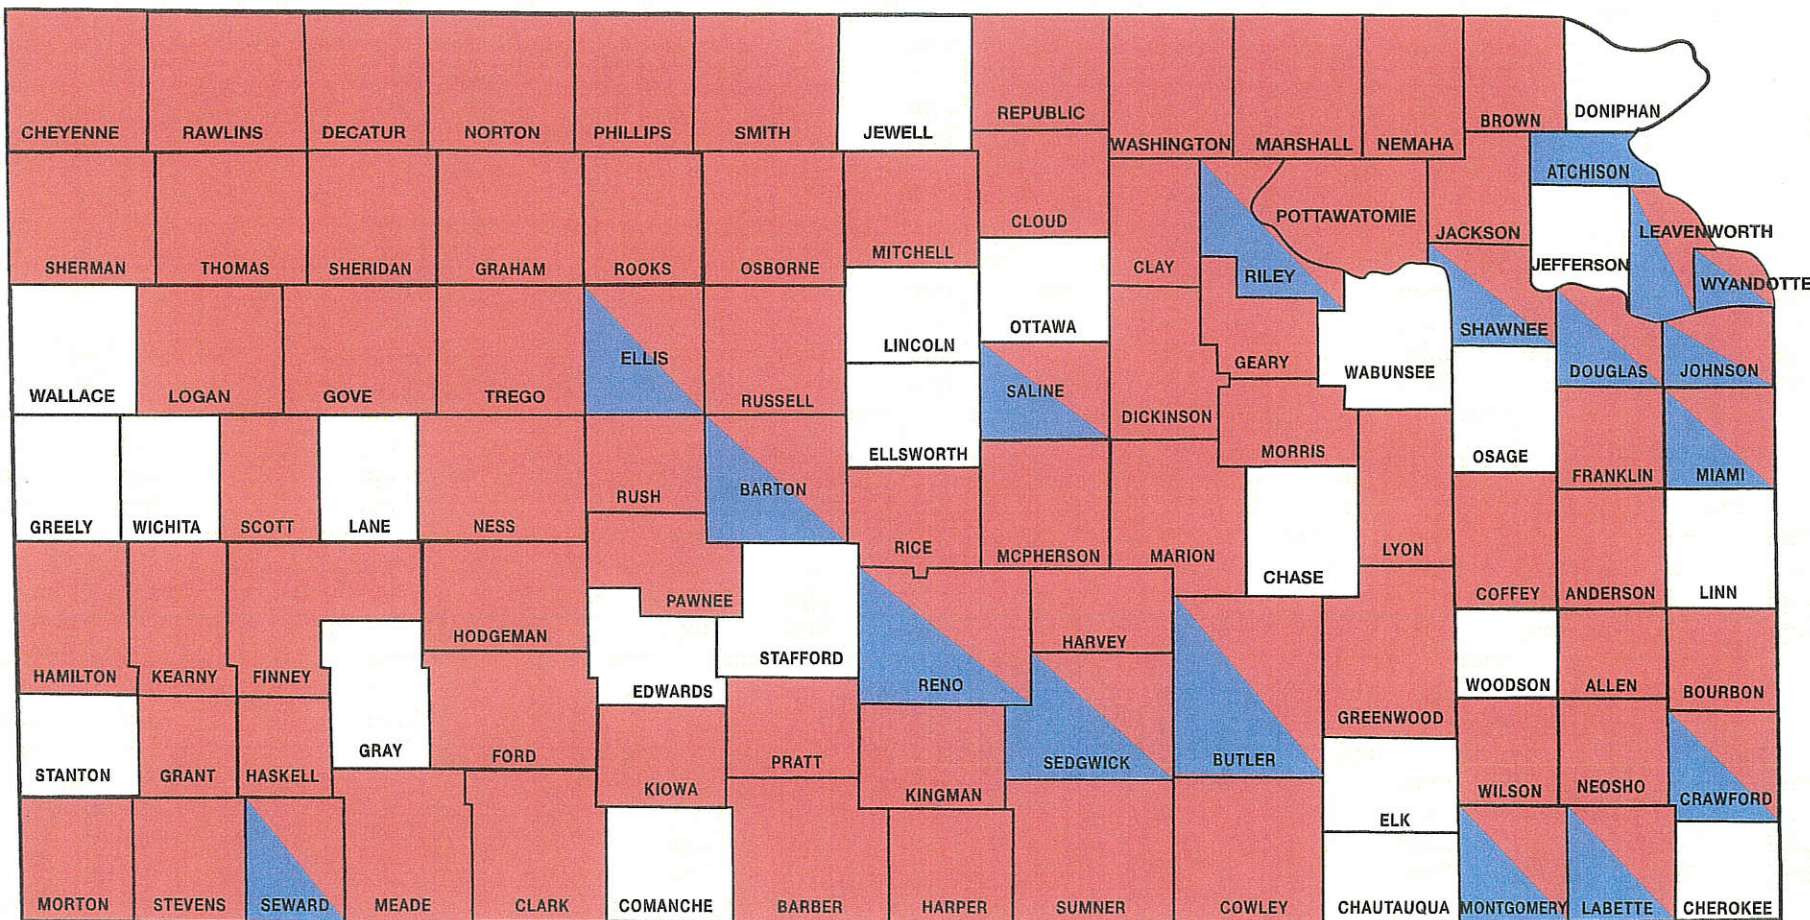 CHEYENNE
RAWLINS
DECATUR
NORTON
PHILLIPS
SMITH
JEWELL
REPUBLIC
WASHINGTON
MARSHALL
NEMAHA
BROWN
DONIPHAN
ATCHISON
SHERMAN
THOMAS
SHERIDAN
GRAHAM
ROOKS
OSBORNE
MITCHELL
CLOUD
CLAY
RILEY
POTTAWATOMIE
JACKSON
JEFFERSON
LEAVENWORTH
WYANDOTTE
WALLACE
LOGAN
GOVE
TREGO
ELLIS
RUSSELL
LINCOLN
OTTAWA
SALINE
DICKINSON
GEARY
WABUNSEE
SHAWNEE
DOUGLAS
JOHNSON
GREELY
WICHITA
SCOTT
LANE
NESS
RUSH
BARTON
ELLSWORTH
RICE
MCPHERSON
MARION
MORRIS
CHASE
LYON
OSAGE
FRANKLIN
MIAMI
HAMILTON
KEARNY
FINNEY
HODGEMAN
PAWNEE
EDWARDS
STAFFORD
RENO
HARVEY
SEDGWICK
BUTLER
GREENWOOD
COFFEY
ANDERSON
LINN
WOODSON
ALLEN
BOURBON
STANTON
GRANT
HASKELL
GRAY
FORD
KIOWA
PRATT
KINGMAN
ELK
WILSON
NEOSHO
CRAWFORD
MORTON
STEVENS
SEWARD
MEADE
CLARK
COMANCHE
BARBER
HARPER
SUMNER
COWLEY
CHAUTAUQUA
MONTGOMERY
LABETTE
CHEROKEE